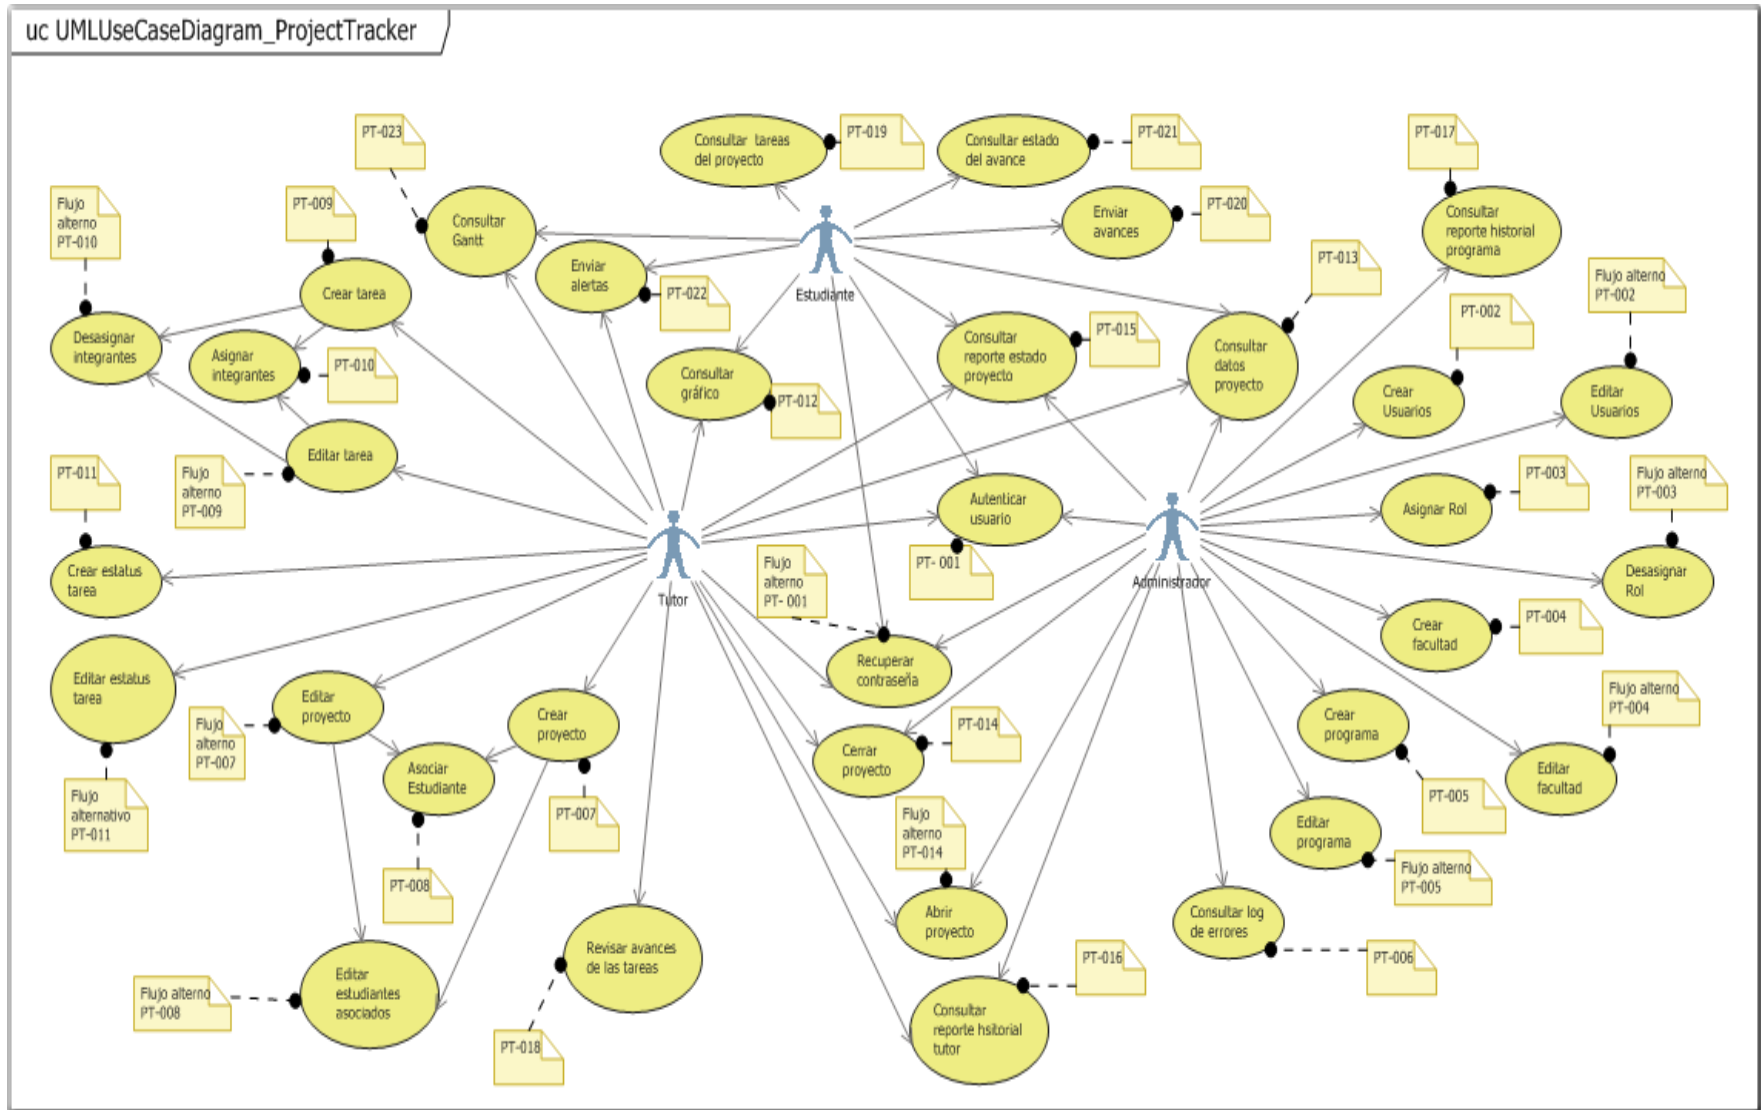 uc UMLUseCaseDiagram_ProjectTracker
PT-023
Consultar tareas
del proyecto
PT-019
Consultar estado
del avance
PT-021
PT-017
Flujo
alterno
PT-010
PT-009
Consultar
Gantt
Enviar
avances
PT-020
Consultar
reporte historial
programa
Enviar
alertas
PT-022
Estudiante
PT-013
Flujo alterno
PT-002
Crear tarea
Desasignar
integrantes
Asignar
integrantes
PT-010
Consultar
gráfico
PT-012
Consultar
reporte estado
proyecto
PT-015
Consultar
datos
proyecto
PT-002
Crear
Usuarios
Editar
Usuarios
Editar tarea
PT-011
Flujo
alterno
PT-009
Autenticar
usuario
PT- 001
Asignar Rol
PT-003
Flujo alterno
PT-003
Crear estatus
tarea
Tutor
Flujo
alterno
PT- 001
Administrador
Desasignar
Rol
Crear
facultad
PT-004
Editar estatus
tarea
Recuperar
contraseña
Flujo alterno
PT-004
Editar
proyecto
Flujo
alterno
PT-007
Crear
proyecto
Asociar
Estudiante
Cerrar
proyecto
PT-014
Crear
programa
PT-005
Editar
facultad
Flujo
alternativo
PT-011
PT-007
Flujo
alterno
PT-014
Editar
programa
Flujo alterno
PT-005
PT-008
Abrir
proyecto
Consultar log
de errores
PT-006
Revisar avances
de las tareas
PT-016
Flujo alterno
PT-008
Editar
estudiantes
asociados
PT-018
Consultar
reporte hsitorial
tutor